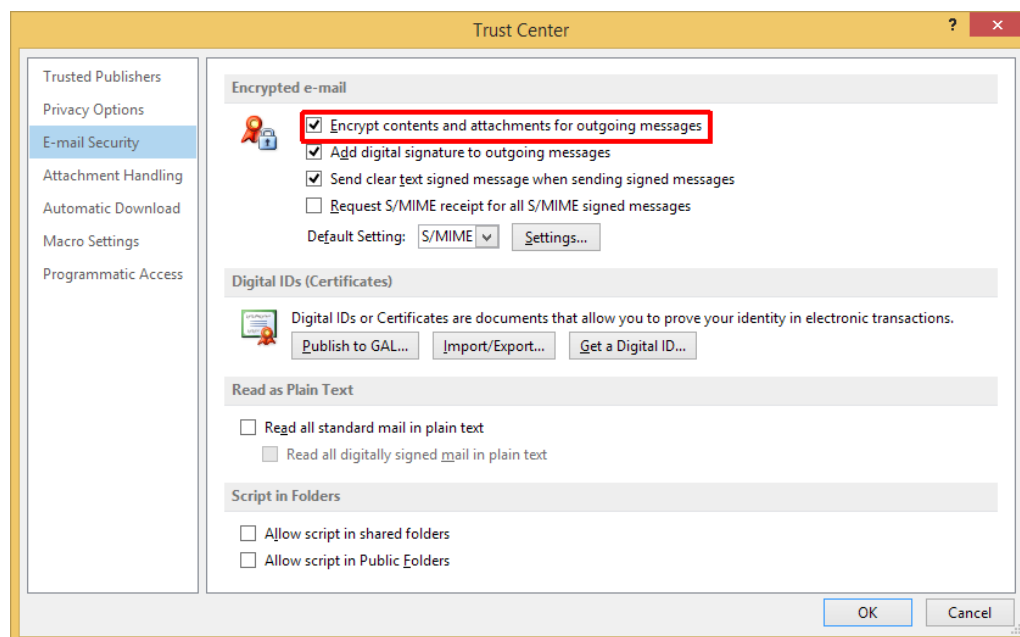 Trust Center
?
Trusted Publishers
Privacy Options
E-mail Security
Attachment Handling
Automatic Download
Macro Settings
Programmatic Access
Encrypted e-mail
Encrypt contents and attachments for outgoing messages
Add digital signature to outgoing messages
Send clear text signed message when sending signed messages
Request S/MIME receipt for all S/MIME signed messages
Default Setting: S/MIME Settings...
Digital IDs (Certificates)
Digital IDs or Certificates are documents that allow you to prove your identity in electronic transactions.
Publish to GAL... Import/Export... Get a Digital ID...
Read as Plain Text
Read all standard mail in plain text
Read all digitally signed mail in plain text
Script in Folders
Allow script in shared folders
Allow script in Public Folders
OK Cancel